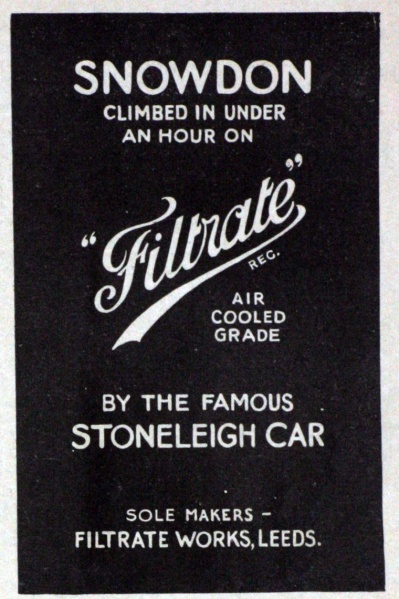 SNOWDON
CLIMBED IN UNDER
AN HOUR ON
"Filtrate"
REG.
AIR
COOLED
GRADE
BY THE FAMOUS
STONELEIGH CAR
SOLE MAKERS –
FILTRATE WORKS, LEEDS.